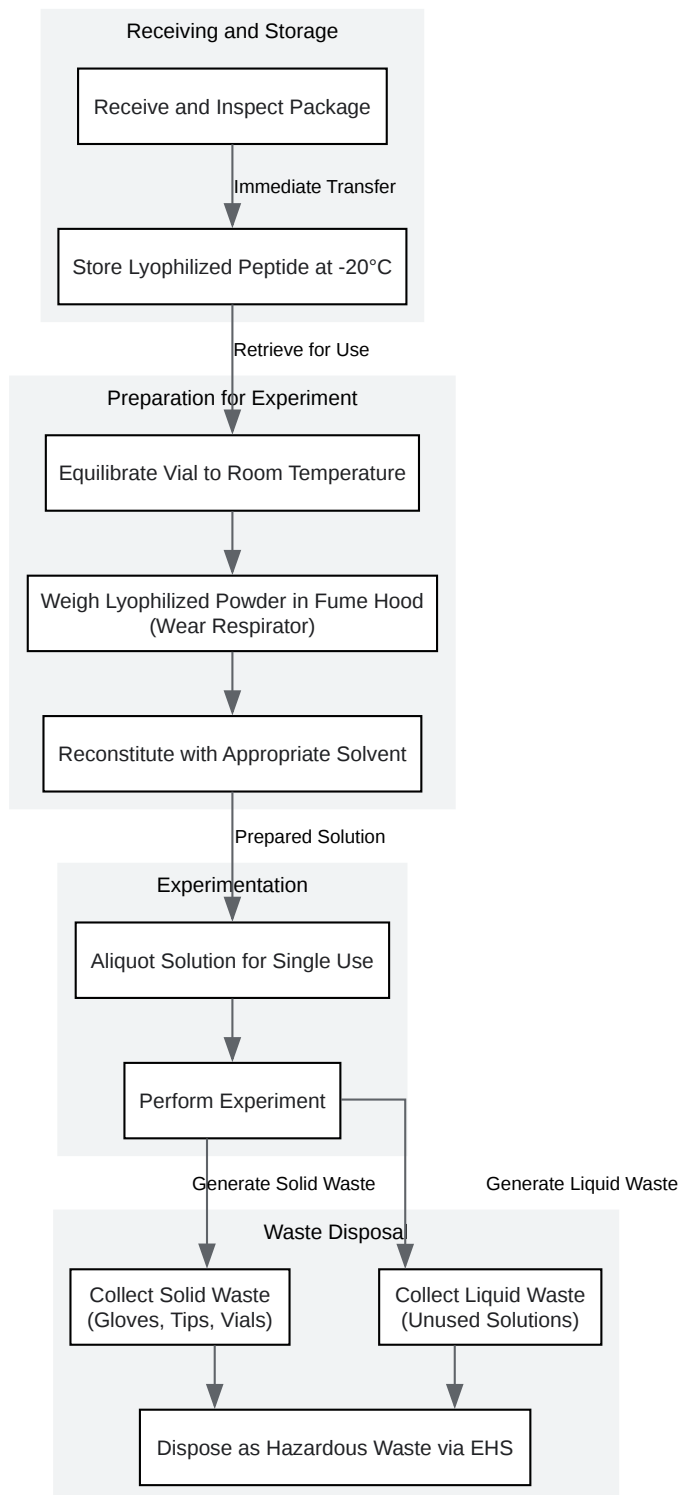 Receiving and Storage
Receive and Inspect Package
Immediate Transfer
Store Lyophilized Peptide at -20°C
Retrieve for Use
Preparation for Experiment
Equilibrate Vial to Room Temperature
Weigh Lyophilized Powder in Fume Hood
(Wear Respirator)
Reconstitute with Appropriate Solvent
Prepared Solution
Experimentation
Aliquot Solution for Single Use
Perform Experiment
Generate Solid Waste
Generate Liquid Waste
Waste Disposal
Collect Solid Waste
(Gloves, Tips, Vials)
Collect Liquid Waste
(Unused Solutions)
Dispose as Hazardous Waste via EHS